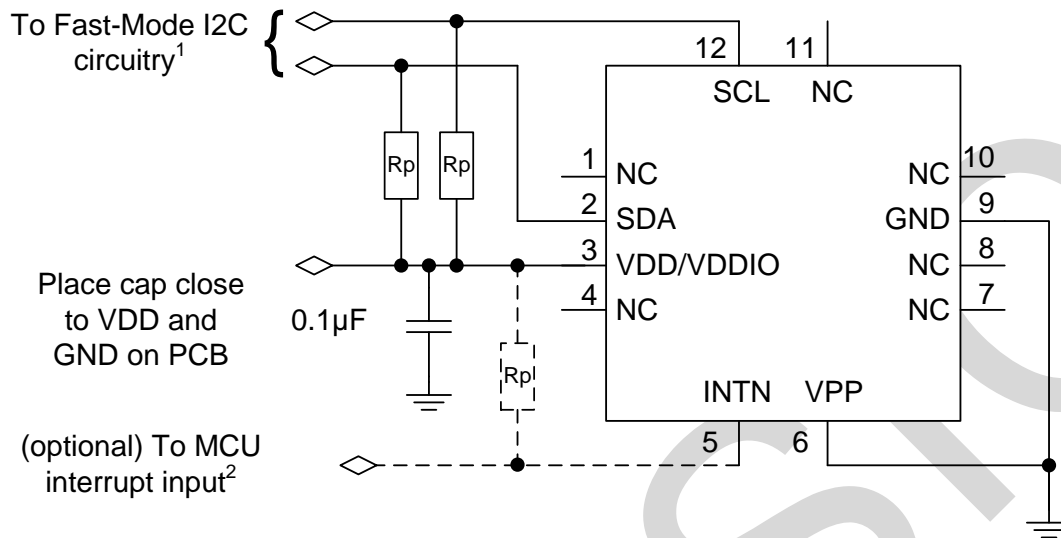 To Fast-Mode I2C
circuitry1
{
12
11
SCL
NC
Rp
Rp
1
NC
10
NC
2
SDA
9
GND
3
VDD/VDDIO
8
NC
4
NC
7
NC
Place cap close
to VDD and
GND on PCB
0.1µF
Rp
INTN
VPP
5
6
(optional) To MCU
interrupt input2